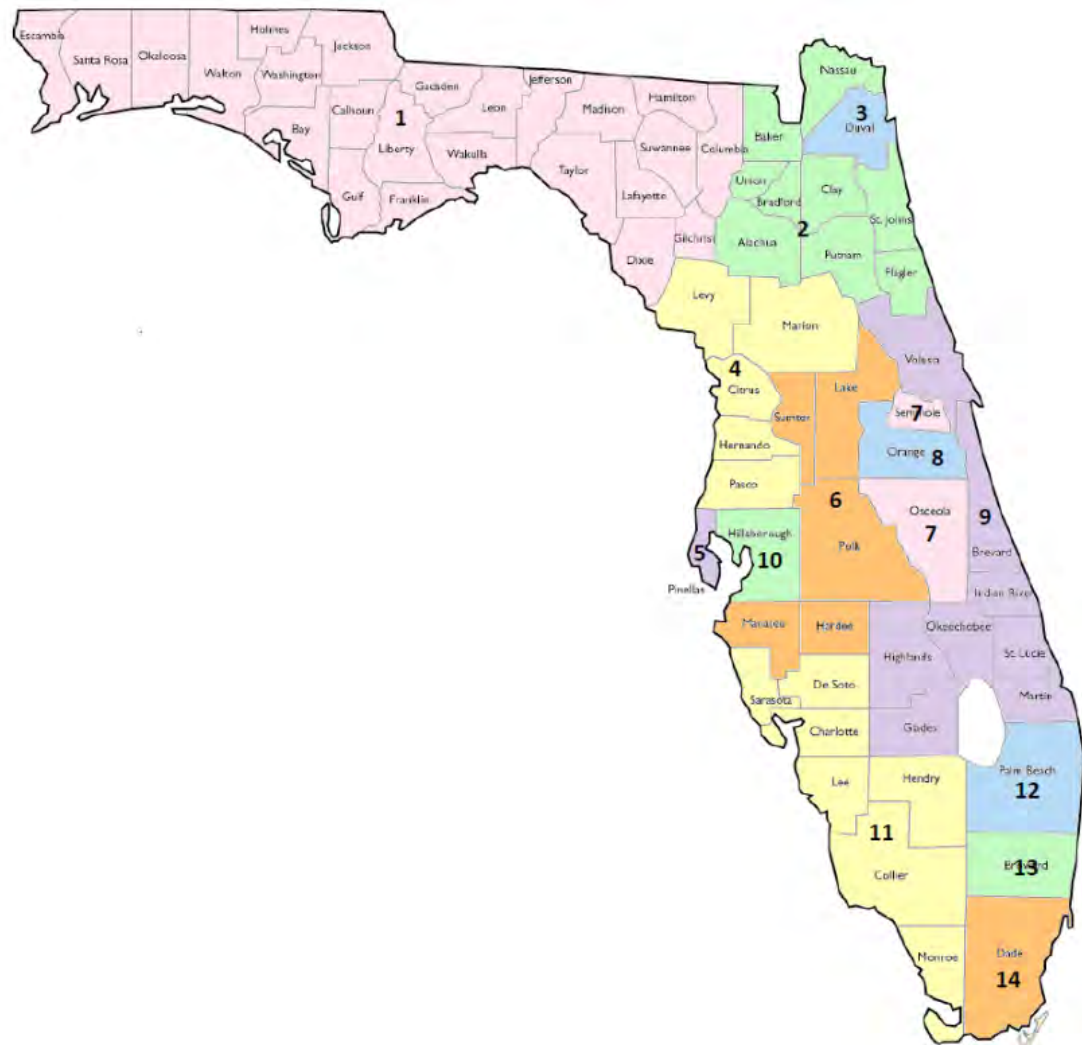 Escambia
Santa Rosa
Okaloosa
Walton
Holmes
Washington
Jackson
Bay
Calhoun
Gulf
Liberty
1
Gadsden
Franklin
Leon
Wakulla
Jefferson
Madison
Taylor
Hamilton
Suwannee
Lafayette
Columbia
Dixie
Gilchrist
Nassau
3
Duval
Baker
Union
Bradford
Clay
St. Johns
2
Alachua
Putnam
Flagler
Levy
Marion
4
Citrus
Hernando
Pasco
Sumter
Lake
Volusia
Seminole
7
Orange
8
6
Polk
Osceola
7
9
Brevard
Indian River
5
Pinellas
Hillsborough
10
Manatee
Hardee
Highlands
Okeechobee
St. Lucie
Martin
Sarasota
De Soto
Charlotte
Glades
Lee
Hendry
11
Collier
Monroe
Palm Beach
12
Broward
13
Dade
14